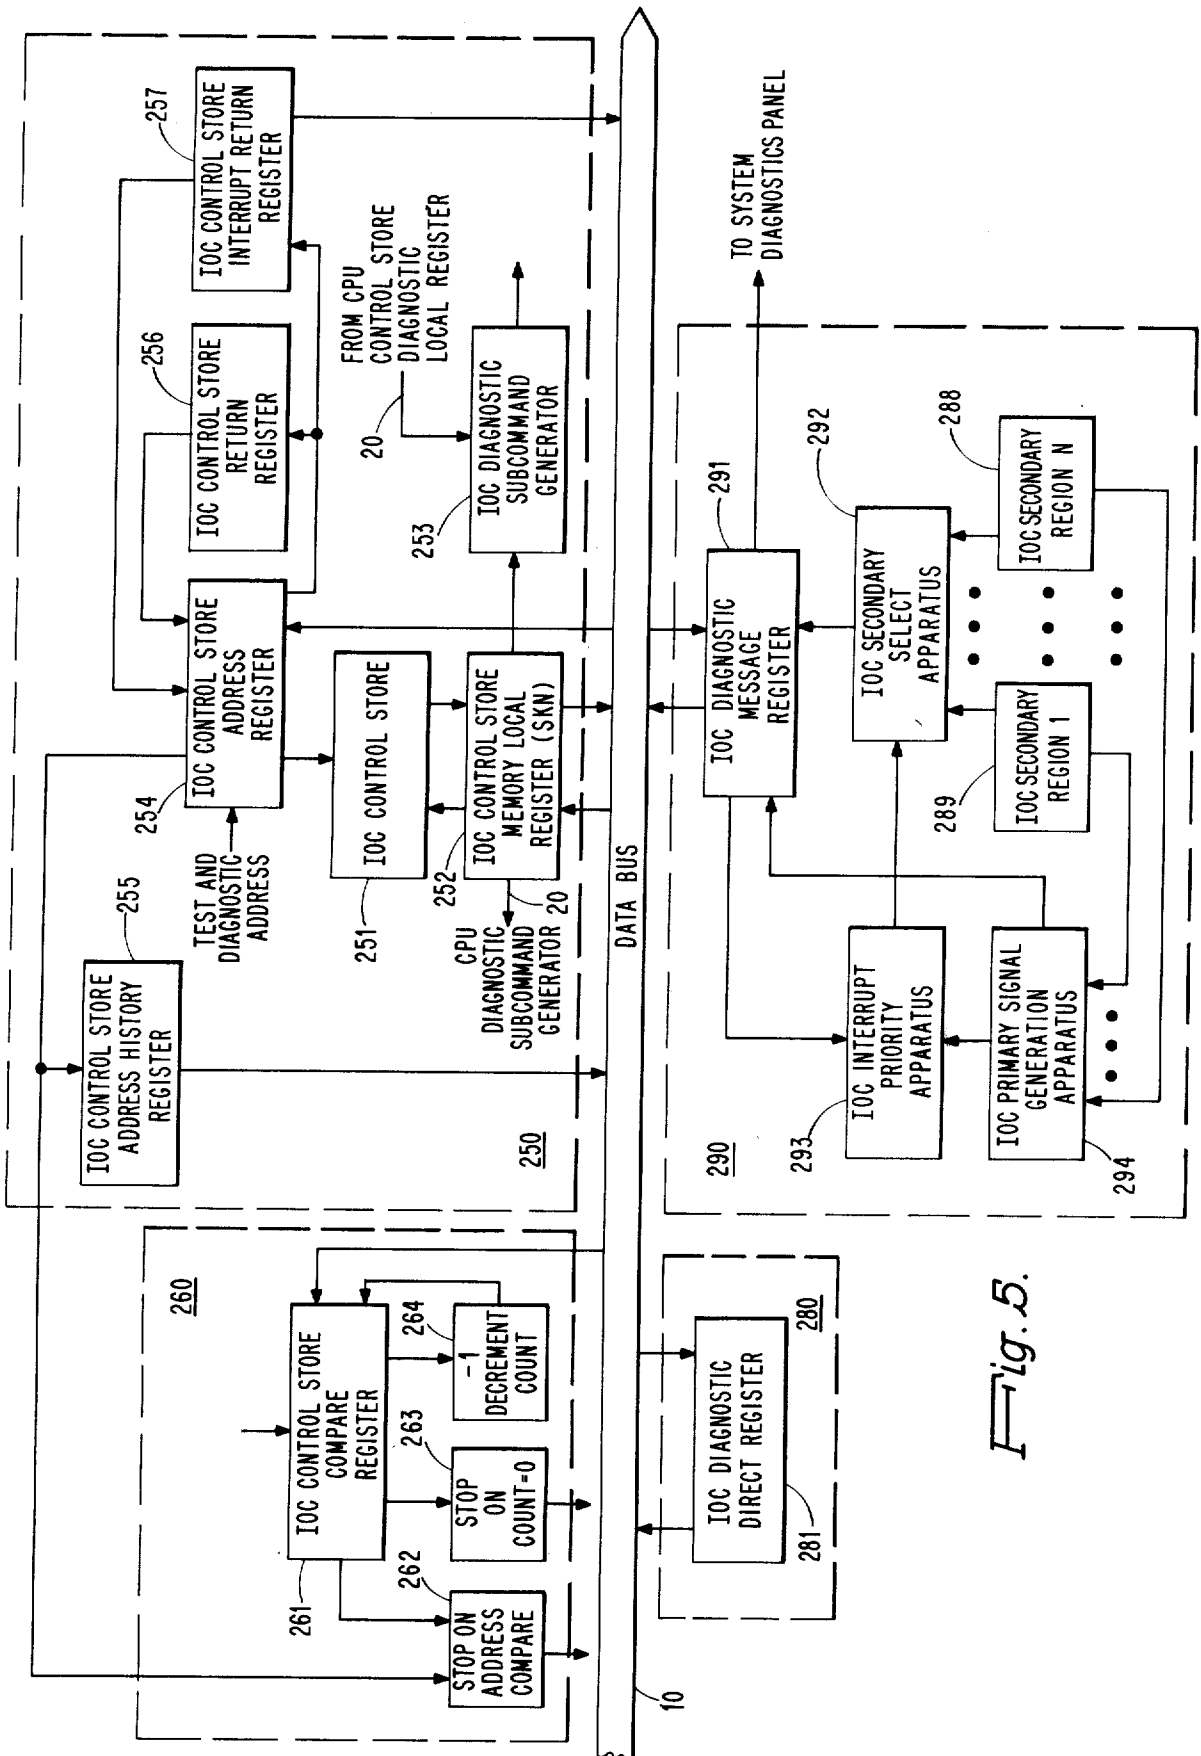 260
IOC CONTROL STORE
COMPARE
REGISTER
261
-1
DECREMENT
COUNT
264
STOP
ON
COUNT=0
263
STOP ON
ADDRESS
COMPARE
262
IOC CONTROL STORE
ADDRESS HISTORY
REGISTER
255
250
TEST AND
DIAGNOSTIC
ADDRESS
IOC CONTROL STORE
ADDRESS
REGISTER
254
IOC CONTROL STORE
RETURN
REGISTER
256
IOC CONTROL STORE
INTERRUPT RETURN
REGISTER
257
IOC CONTROL STORE
251
IOC CONTROL STORE
MEMORY LOCAL
REGISTER (SKN)
252
20
CPU
DIAGNOSTIC
SUBCOMMAND
GENERATOR
FROM CPU
CONTROL STORE
DIAGNOSTIC
LOCAL REGISTER
20
IOC DIAGNOSTIC
SUBCOMMAND
GENERATOR
253
DATA BUS
10
IOC DIAGNOSTIC
DIRECT REGISTER
281
280
290
IOC DIAGNOSTIC
MESSAGE
REGISTER
291
TO SYSTEM
DIAGNOSTICS PANEL
IOC INTERRUPT
PRIORITY
APPARATUS
293
IOC SECONDARY
SELECT
APPARATUS
292
IOC PRIMARY SIGNAL
GENERATION
APPARATUS
294
IOC SECONDARY
REGION 1
289
IOC SECONDARY
REGION N
288
Fig. 5.